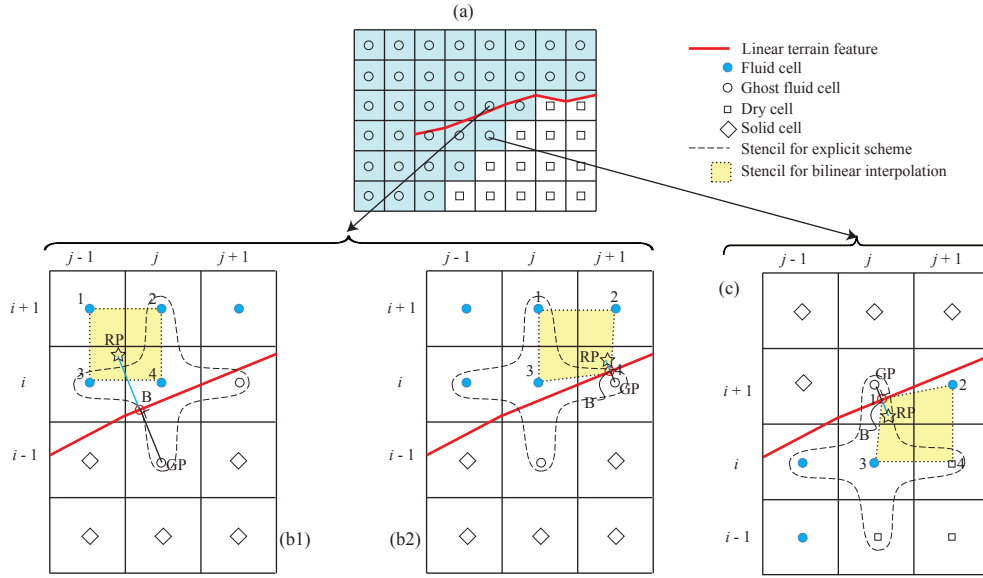 (a)
Linear terrain feature
Fluid cell
Ghost fluid cell
Dry cell
Solid cell
Stencil for explicit scheme
Stencil for bilinear interpolation
j - 1 j j + 1
i + 1
i
i - 1
1 2
RP
3 4
B
GP
(b1)
j - 1 j j + 1
i + 1
i
i - 1
1 2
RP
3 4
GP
B
(b2)
(c)
j - 1 j j + 1
i + 1
i
i - 1
GP
1 2
RP
B
3 4